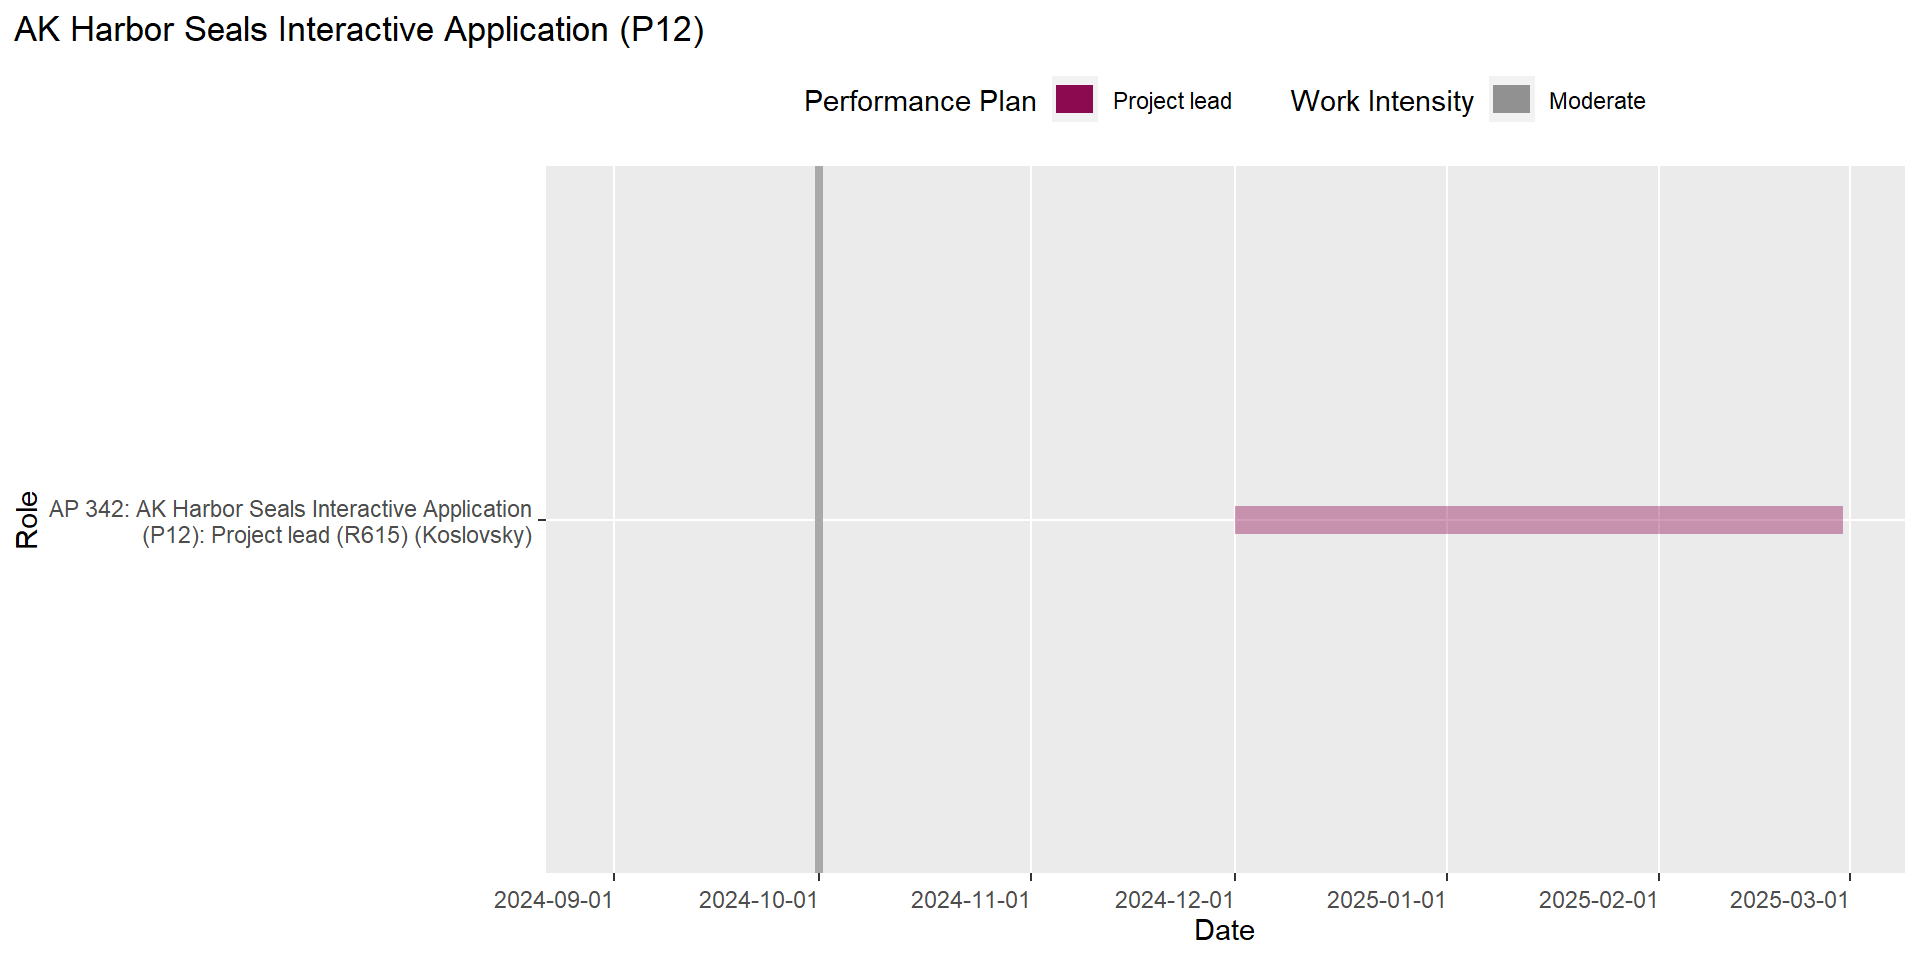 AK Harbor Seals Interactive Application (P12)
Performance Plan Project lead Work Intensity Moderate
Role
AP 342: AK Harbor Seals Interactive Application
(P12): Project lead (R615) (Koslovsky)
2024-09-01 2024-10-01 2024-11-01 2024-12-01 2025-01-01 2025-02-01 2025-03-01
Date